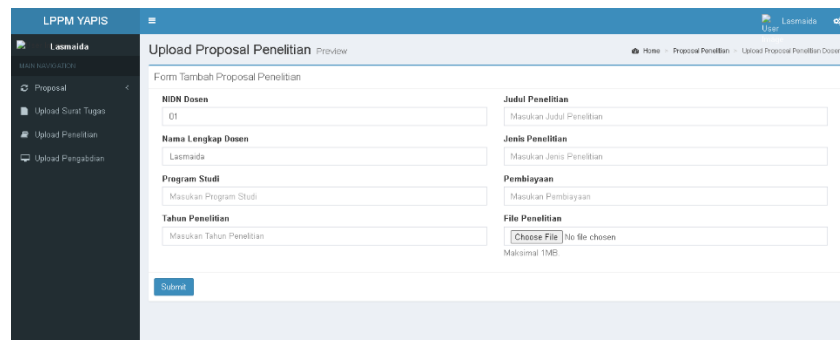 LPPM YAPIS
User
Lasmaida
Lasmaida
MAIN NAVIGATION
Proposal
Upload Surat Tugas
Upload Penelitian
Upload Pengabdian
Upload Proposal Penelitian Preview
Home > Proposal Penelitian > Upload Proposal Penelitian Dosen
Form Tambah Proposal Penelitian
NIDN Dosen
01
Nama Lengkap Dosen
Lasmaida
Program Studi
Masukan Program Studi
Tahun Penelitian
Masukan Tahun Penelitian
Judul Penelitian
Masukan Judul Penelitian
Jenis Penelitian
Masukan Jenis Penelitian
Pembiayaan
Masukan Pembiayaan
File Penelitian
Choose File No file chosen
Maksimal 1MB
Submit